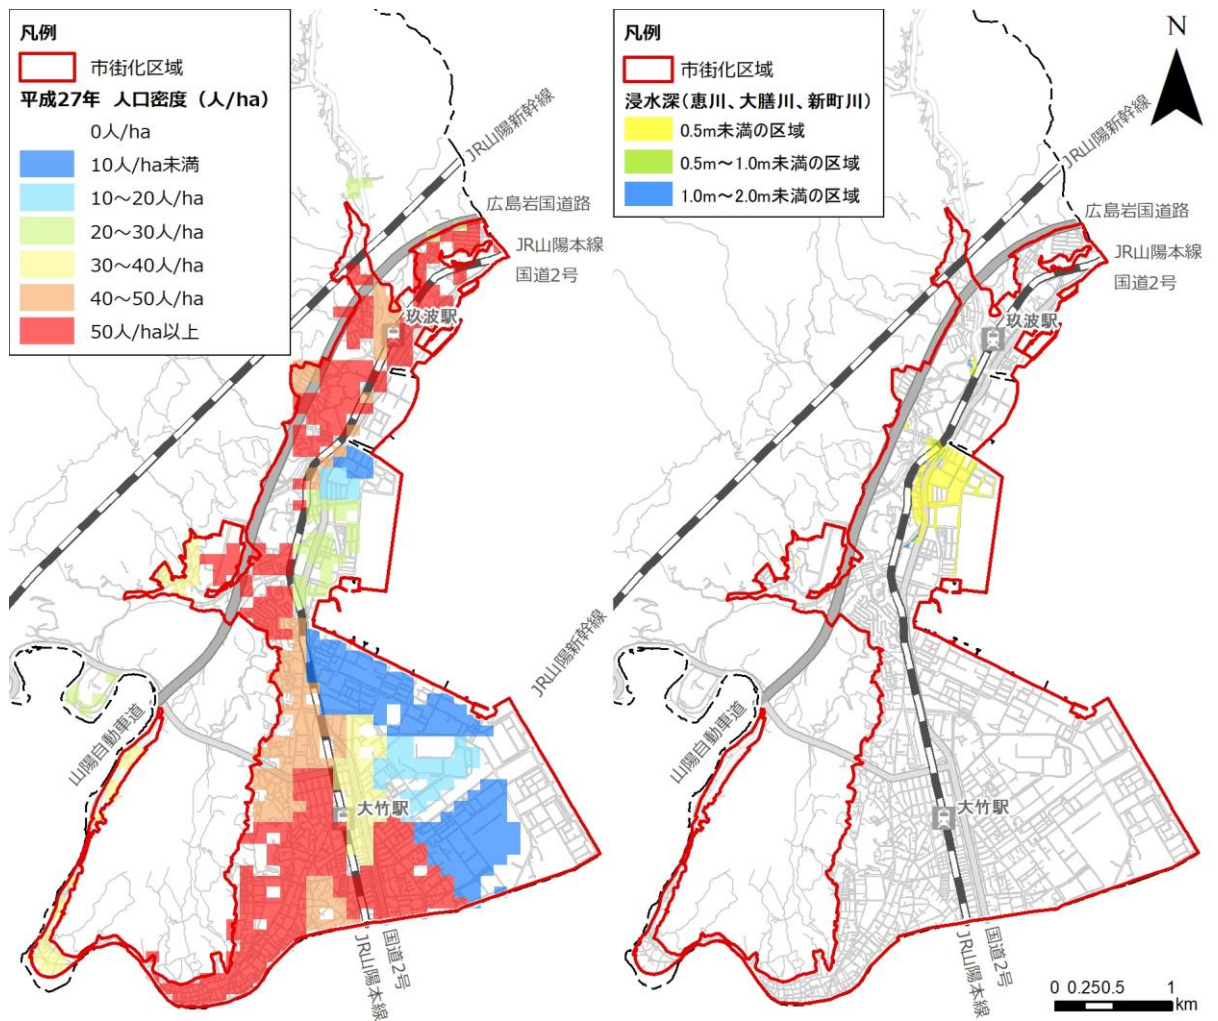 凡例
市街化区域
平成27年 人口密度（人/ha）
0人/ha
10人/ha未満
10～20人/ha
20～30人/ha
30～40人/ha
40～50人/ha
50人/ha以上
JR山陽新幹線
広島岩国道路
JR山陽本線
国道2号
玖波駅
JR山陽新幹線
山陽自動車道
大竹駅
国道2号
JR山陽本線
凡例
市街化区域
浸水深（恵川、大膳川、新町川）
0.5m未満の区域
0.5m～1.0m未満の区域
1.0m～2.0m未満の区域
N
JR山陽新幹線
広島岩国道路
JR山陽本線
国道2号
玖波駅
山陽自動車道
大竹駅
国道2号
JR山陽本線
0 0.250.5 1
km